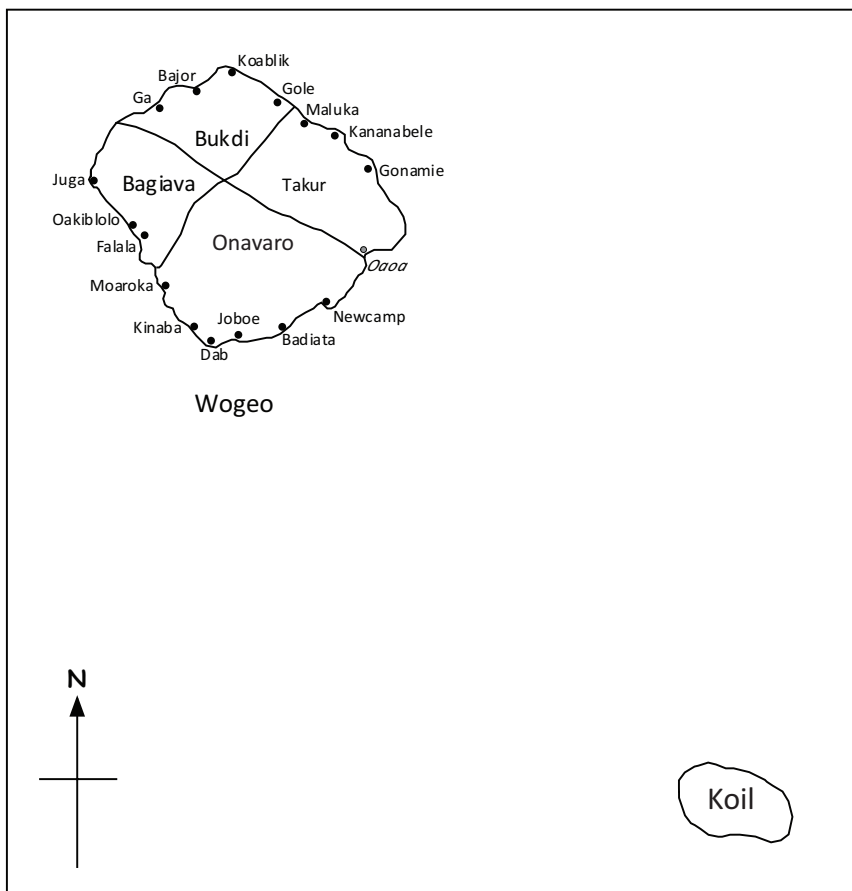 Koablik
Bajor
Gole
Ga
Maluka
Kananabele
Bukdi
Gonamie
Juga
Bagiava
Takur
Oakiblolo
Onavaro
Falala
Oaoa
Moaroka
Joboe
Newcamp
Kinaba
Badiata
Dab
Wogeo
N
Koil